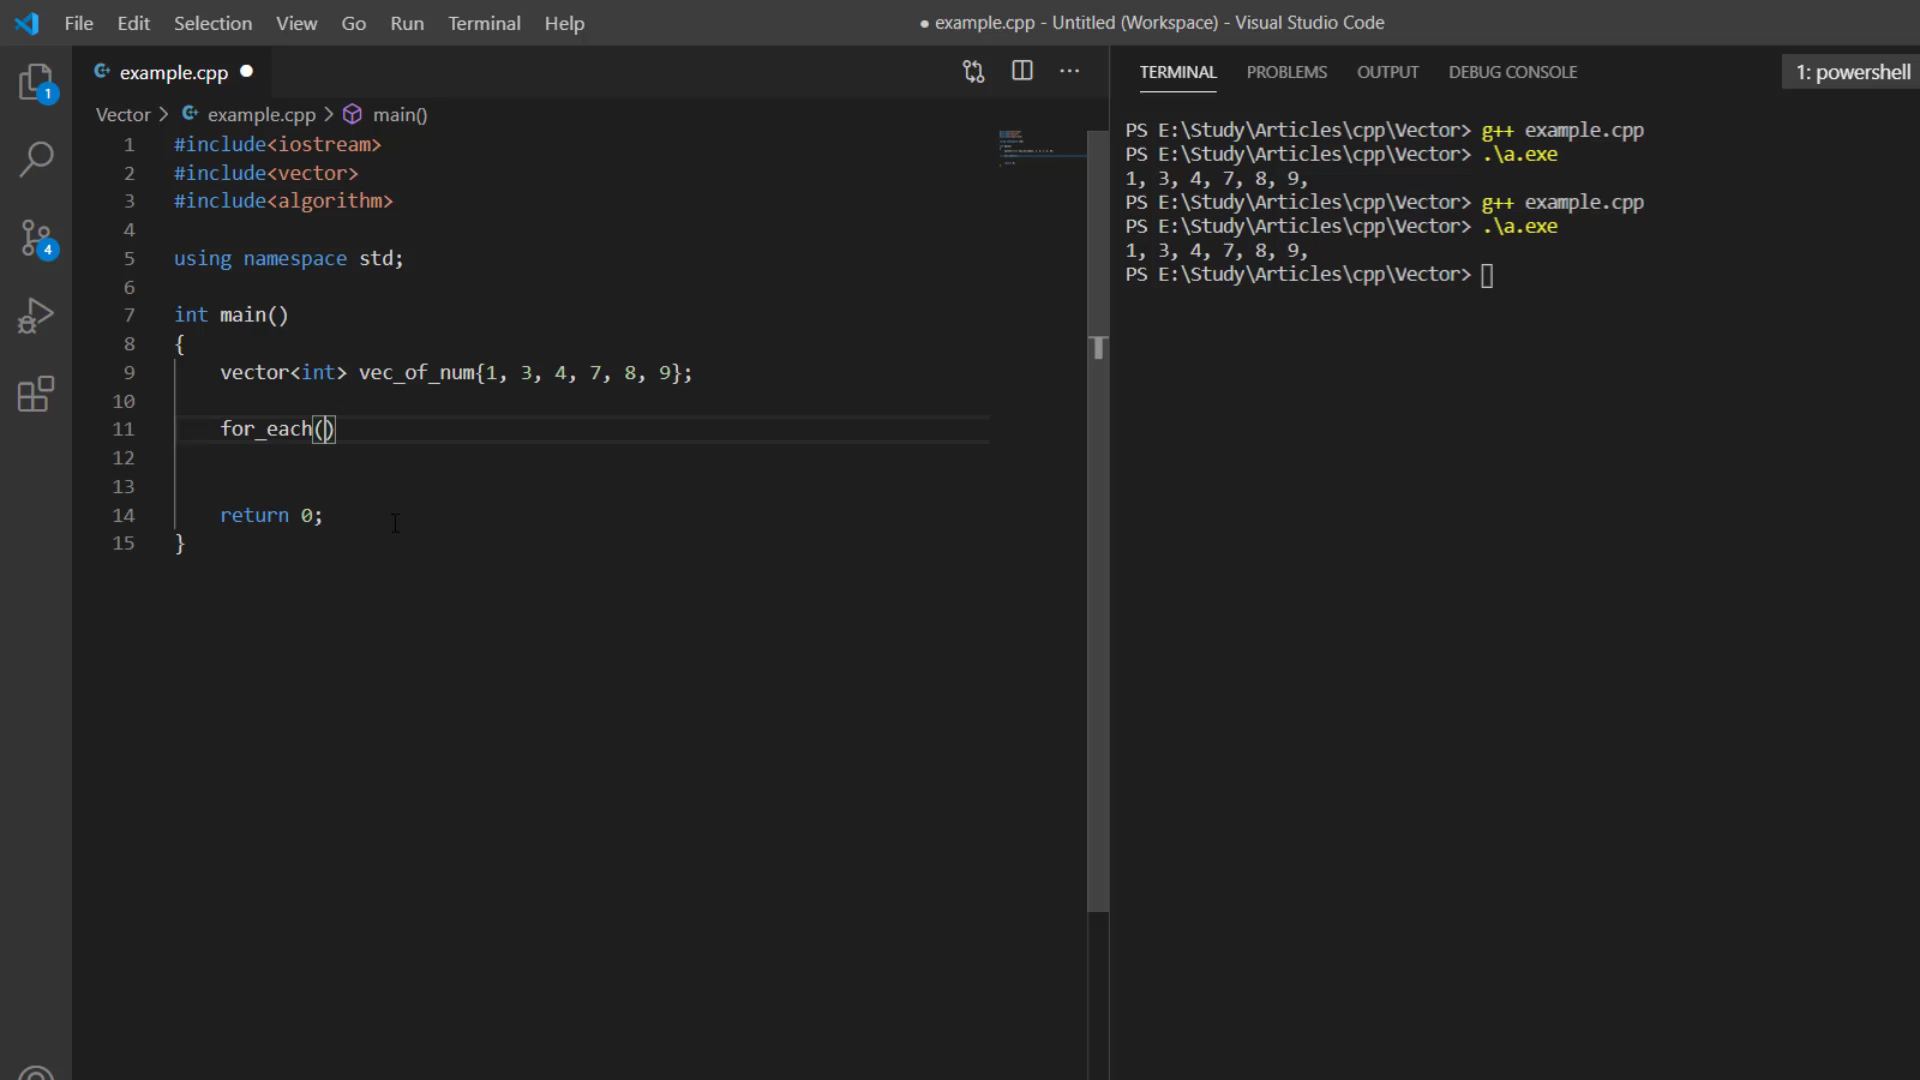 File Edit Selection View Go Run Terminal Help
● example.cpp - Untitled (Workspace) - Visual Studio Code
example.cpp ●
Vector > example.cpp > main()
1 #include<iostream>
2 #include<vector>
3 #include<algorithm>
4
5 using namespace std;
6
7 int main()
8 {
9 vector<int> vec_of_num{1, 3, 4, 7, 8, 9};
10
11 for_each()
12
13
14 return 0;
15 }
1
4
TERMINAL PROBLEMS OUTPUT DEBUG CONSOLE
1: powershell
PS E:\Study\Articles\cpp\Vector> g++ example.cpp
PS E:\Study\Articles\cpp\Vector> .\a.exe
1, 3, 4, 7, 8, 9,
PS E:\Study\Articles\cpp\Vector> g++ example.cpp
PS E:\Study\Articles\cpp\Vector> .\a.exe
1, 3, 4, 7, 8, 9,
PS E:\Study\Articles\cpp\Vector>